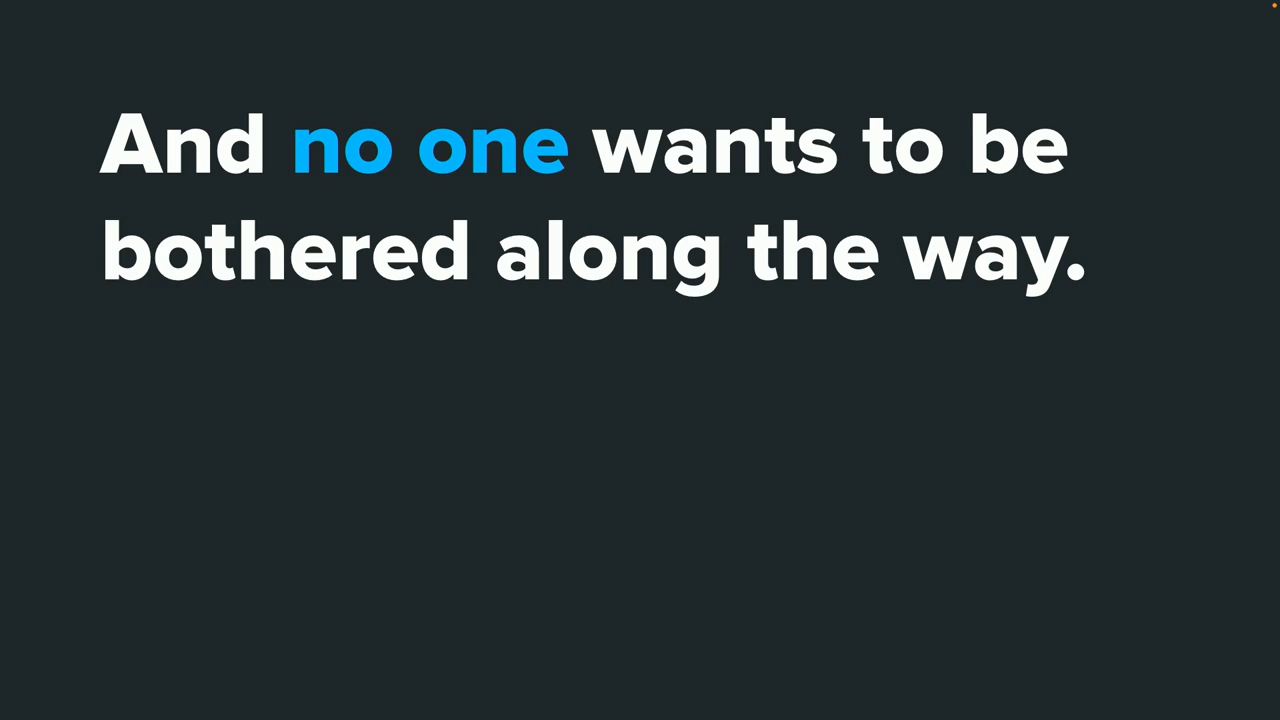 And no one wants to be
bothered along the way.